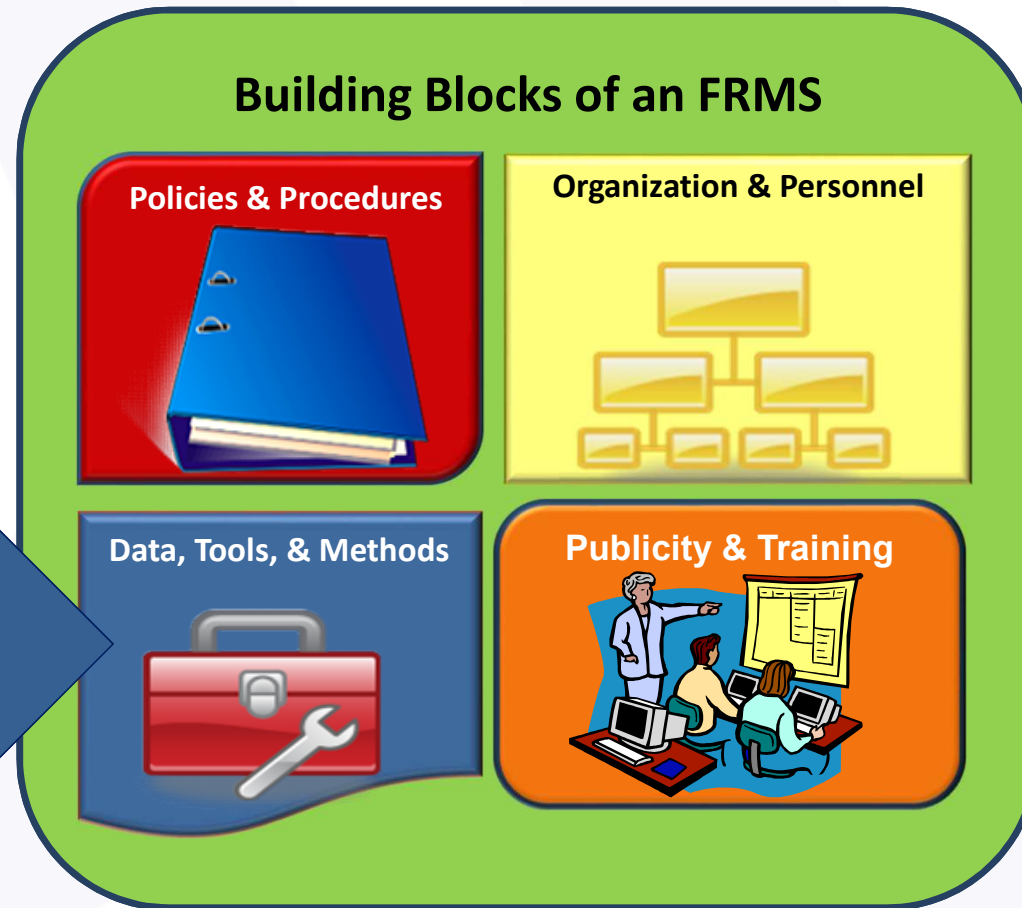 Building Blocks of an FRMS
Policies & Procedures
Organization & Personnel
Data, Tools, & Methods
Publicity & Training